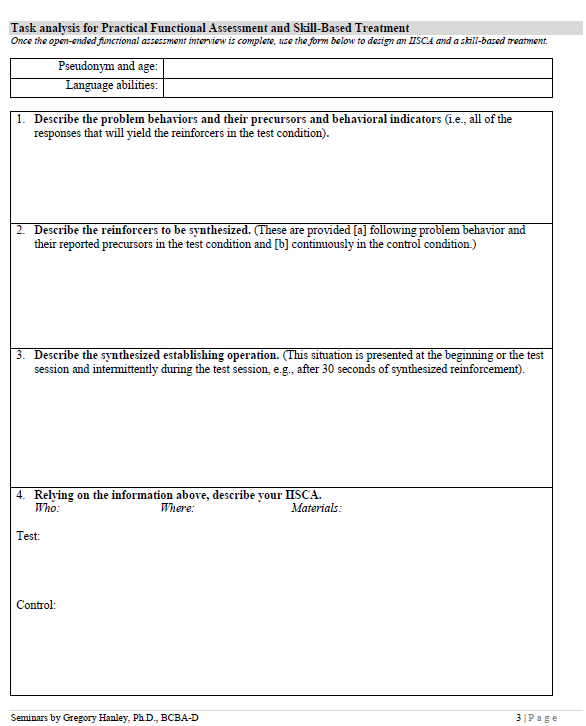 Task analysis for Practical Functional Assessment and Skill-Based Treatment
Once the open-ended functional assessment interview is complete, use the form below to design an IISCA and a skill-based treatment.
Pseudonym and age:
Language abilities:
1. Describe the problem behaviors and their precursors and behavioral indicators (i.e., all of the
responses that will yield the reinforcers in the test condition).
2. Describe the reinforcers to be synthesized. (These are provided [a] following problem behavior and
their reported precursors in the test condition and [b] continuously in the control condition.)
3. Describe the synthesized establishing operation. (This situation is presented at the beginning or the test
session and intermittently during the test session, e.g., after 30 seconds of synthesized reinforcement).
4. Relying on the information above, describe your IISCA.
Who: Where: Materials:
Test:
Control:
Seminars by Gregory Hanley, Ph.D., BCBA-D 3 | P a g e